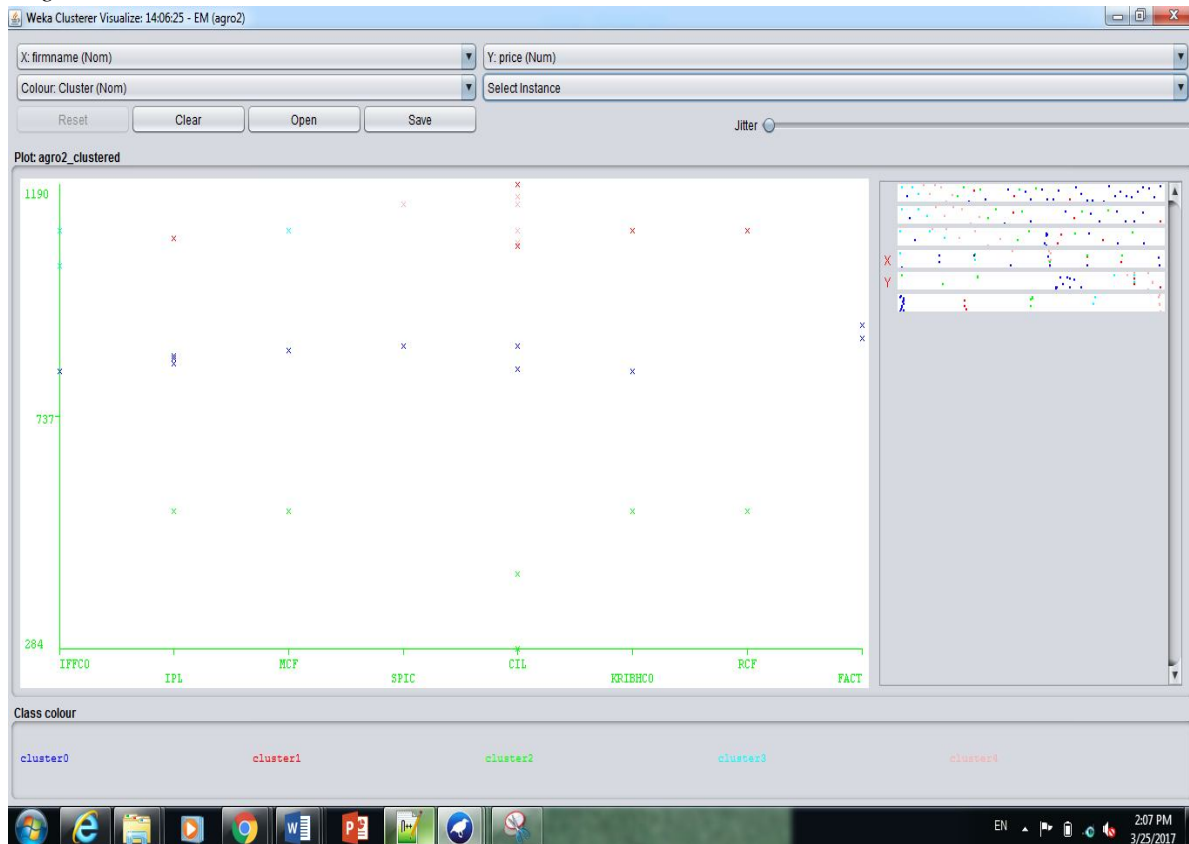 Weka Clusterer Visualize: 14:06:25 - EM (agro2)
X: firmname (Nom)
Y: price (Num)
Colour: Cluster (Nom)
Select Instance
Reset
Clear
Open
Save
Jitter
Plot: agro2_clustered
1190
737
284
X
Y
IFFCO
IPL
MCF
SPIC
CIL
KRIBHCO
RCF
FACT
Class colour
cluster0
cluster1
cluster2
cluster3
cluster4
EN
2:07 PM
3/25/2017